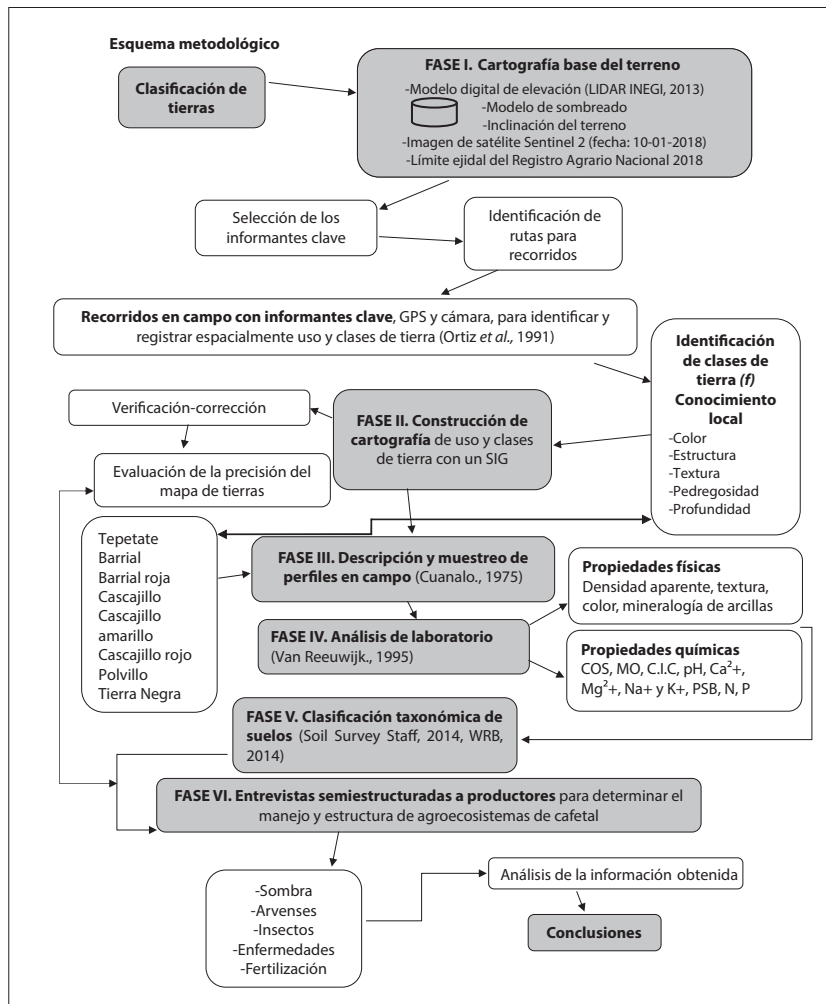 Esquema metodológico
Clasificación de
tierras
FASE I. Cartografía base del terreno
-Modelo digital de elevación (LIDAR INEGI, 2013)
-Modelo de sombreado
-Inclinación del terreno
-Imagen de satélite Sentinel 2 (fecha: 10-01-2018)
-Límite ejidal del Registro Agrario Nacional 2018
Selección de los
informantes clave
Identificación de
rutas para
recorridos
Recorridos en campo con informantes clave, GPS y cámara, para identificar y
registrar espacialmente uso y clases de tierra (Ortiz et al., 1991)
Identificación
de clases de
tierra (f)
Conocimiento
local
-Color
-Estructura
-Textura
-Pedregosidad
-Profundidad
Verificación-corrección
FASE II. Construcción de
cartografía de uso y clases
de tierra con un SIG
Evaluación de la precisión del
mapa de tierras
Tepetate
Barrial
Barrial roja
Cascajillo
Cascajillo
amarillo
Cascajillo rojo
Polvillo
Tierra Negra
FASE III. Descripción y muestreo de
perfiles en campo (Cuanalo., 1975)
Propiedades físicas
Densidad aparente, textura,
color, mineralogía de arcillas
FASE IV. Análisis de laboratorio
(Van Reeuwijk., 1995)
Propiedades químicas
COS, MO, C.I.C, pH, Ca²+,
Mg²+, Na+ y K+, PSB, N, P
FASE V. Clasificación taxonómica de
suelos (Soil Survey Staff, 2014, WRB,
2014)
FASE VI. Entrevistas semiestructuradas a productores para determinar el
manejo y estructura de agroecosistemas de cafetal
-Sombra
-Arvenses
-Insectos
-Enfermedades
-Fertilización
Análisis de la información obtenida
Conclusiones